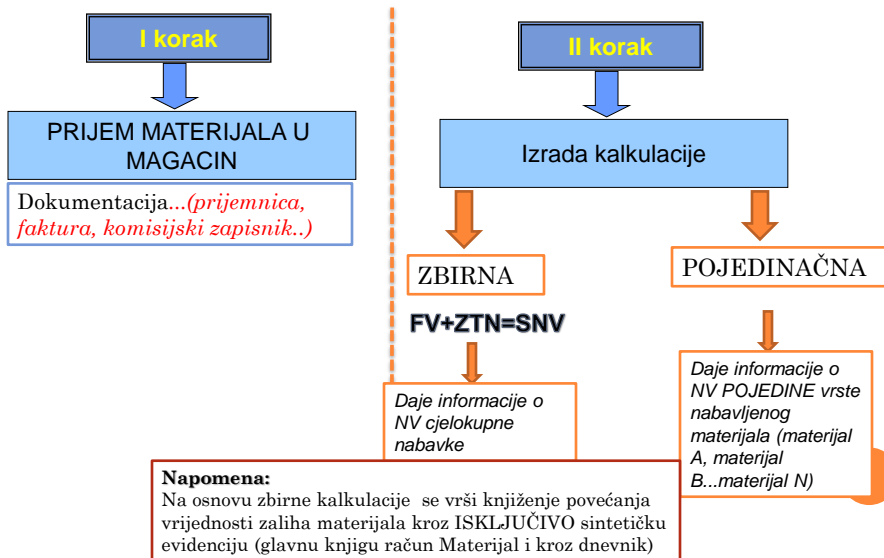 I korak
PRIJEM MATERIJALA U
MAGACIN
Dokumentacija...(prijemnica,
faktura, komisijski zapisnik..)
II korak
Izrada kalkulacije
ZBIRNA
FV+ZTN=SNV
Daje informacije o
NV cjelokupne
nabavke
POJEDINAČNA
Daje informacije o
NV POJEDINE vrste
nabavljenog
materijala (materijal
A, materijal
B...materijal N)
Napomena:
Na osnovu zbirne kalkulacije se vrši knjiženje povećanja
vrijednosti zaliha materijala kroz ISKLJUČIVO sintetičku
evidenciju (glavnu knjigu račun Materijal i kroz dnevnik)